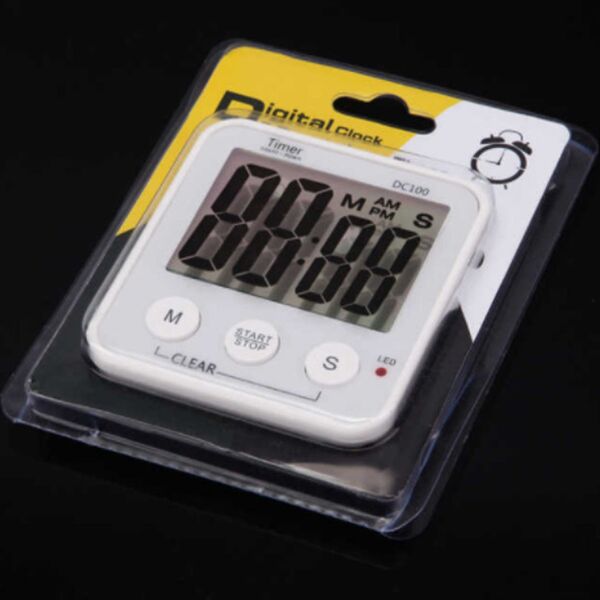 Digital Clock
Timer
DC100
M AM PM S
88:88
M
START
STOP
S
LED
CLEAR